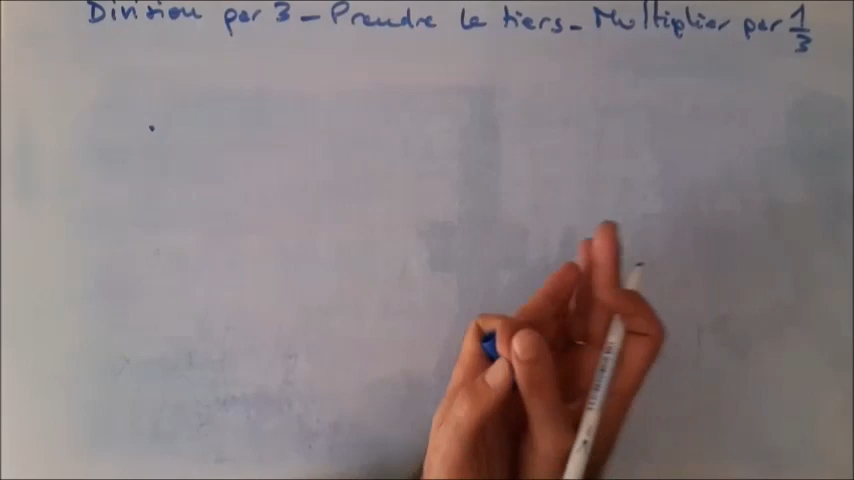 Division par 3 - Prendre le tiers - Multiplier par 1/3